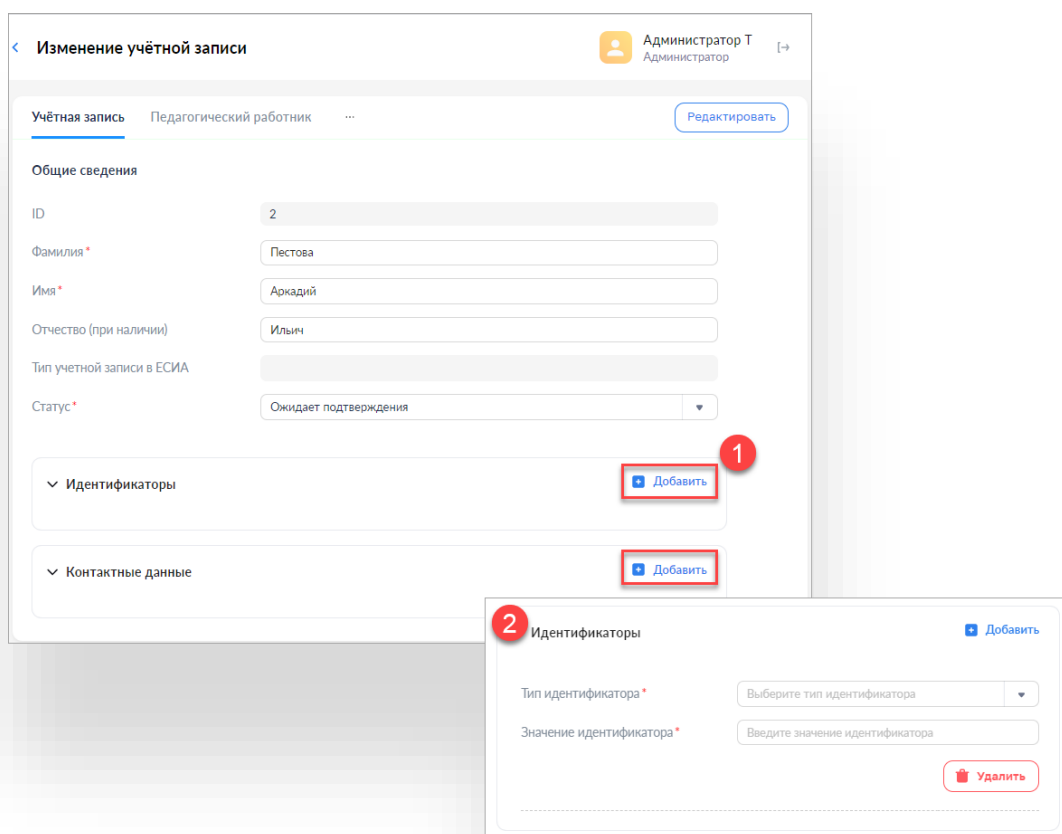 Изменение учётной записи
Администратор Т
Администратор
Учётная запись Педагогический работник ...
Редактировать
Общие сведения
ID 2
Фамилия* Пестова
Имя* Аркадий
Отчество (при наличии) Ильич
Тип учетной записи в ЕСИА
Статус* Ожидает подтверждения
1
Идентификаторы Добавить
Контактные данные Добавить
2
Идентификаторы Добавить
Тип идентификатора* Выберите тип идентификатора
Значение идентификатора* Введите значение идентификатора
Удалить